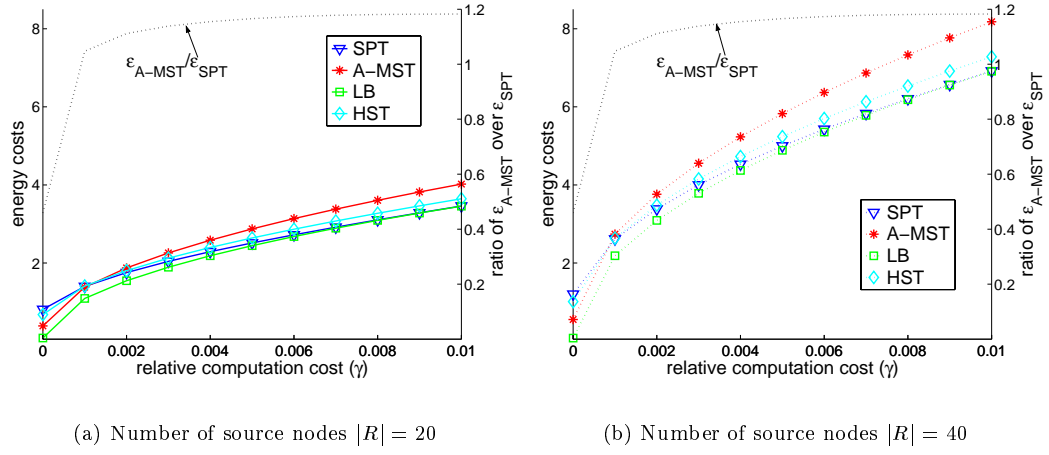 8
6
4
2
energy costs
1.2
1
0.8
0.6
0.4
0.2
ratio of ε_A−MST over ε_SPT
ε_A−MST/ε_SPT
SPT
A−MST
LB
HST
0 0.002 0.004 0.006 0.008 0.01
relative computation cost (γ)
(a) Number of source nodes |R| = 20
8
6
4
2
energy costs
1.2
1
0.8
0.6
0.4
0.2
ratio of ε_A−MST over ε_SPT
ε_A−MST/ε_SPT
SPT
A−MST
LB
HST
0 0.002 0.004 0.006 0.008 0.01
relative computation cost (γ)
(b) Number of source nodes |R| = 40